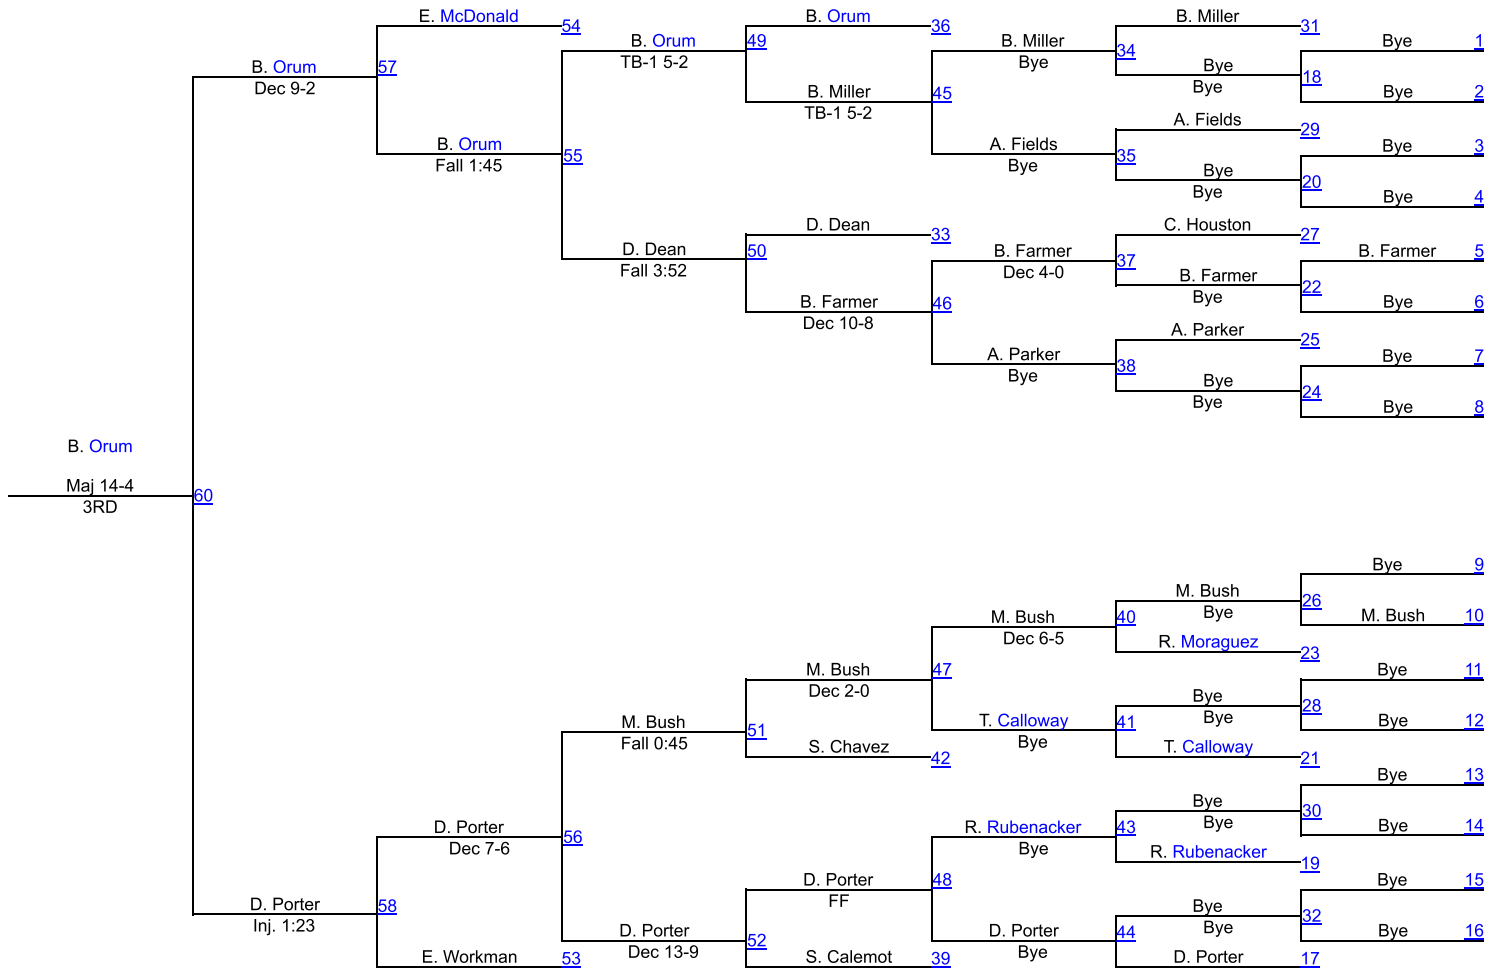 E. McDonald 54
B. Orum 36
B. Miller 31
B. Orum 49
TB-1 5-2
B. Miller 34
Bye
Bye 1
B. Orum 57
Dec 9-2
Bye 18
Bye
B. Miller 45
TB-1 5-2
Bye 2
A. Fields 29
B. Orum 55
Fall 1:45
A. Fields 35
Bye
Bye 3
Bye 20
Bye
Bye 4
D. Dean 33
C. Houston 27
D. Dean 50
Fall 3:52
B. Farmer 37
Dec 4-0
B. Farmer 5
B. Farmer 22
Bye
B. Farmer 46
Dec 10-8
Bye 6
A. Parker 25
A. Parker 38
Bye
Bye 7
Bye 24
Bye
Bye 8
B. Orum
Maj 14-4 60
3RD
Bye 9
M. Bush 26
Bye
M. Bush 40
Dec 6-5
M. Bush 10
R. Moraguez 23
M. Bush 47
Dec 2-0
Bye 11
Bye 28
Bye
M. Bush 51
Fall 0:45
T. Calloway 41
Bye
Bye 12
S. Chavez 42
T. Calloway 21
Bye 13
Bye 30
Bye
D. Porter 56
Dec 7-6
R. Rubenacker 43
Bye
Bye 14
R. Rubenacker 19
D. Porter 48
FF
Bye 15
D. Porter 58
Inj. 1:23
Bye 32
Bye
D. Porter 52
Dec 13-9
D. Porter 44
Bye
Bye 16
E. Workman 53
S. Calemot 39
D. Porter 17